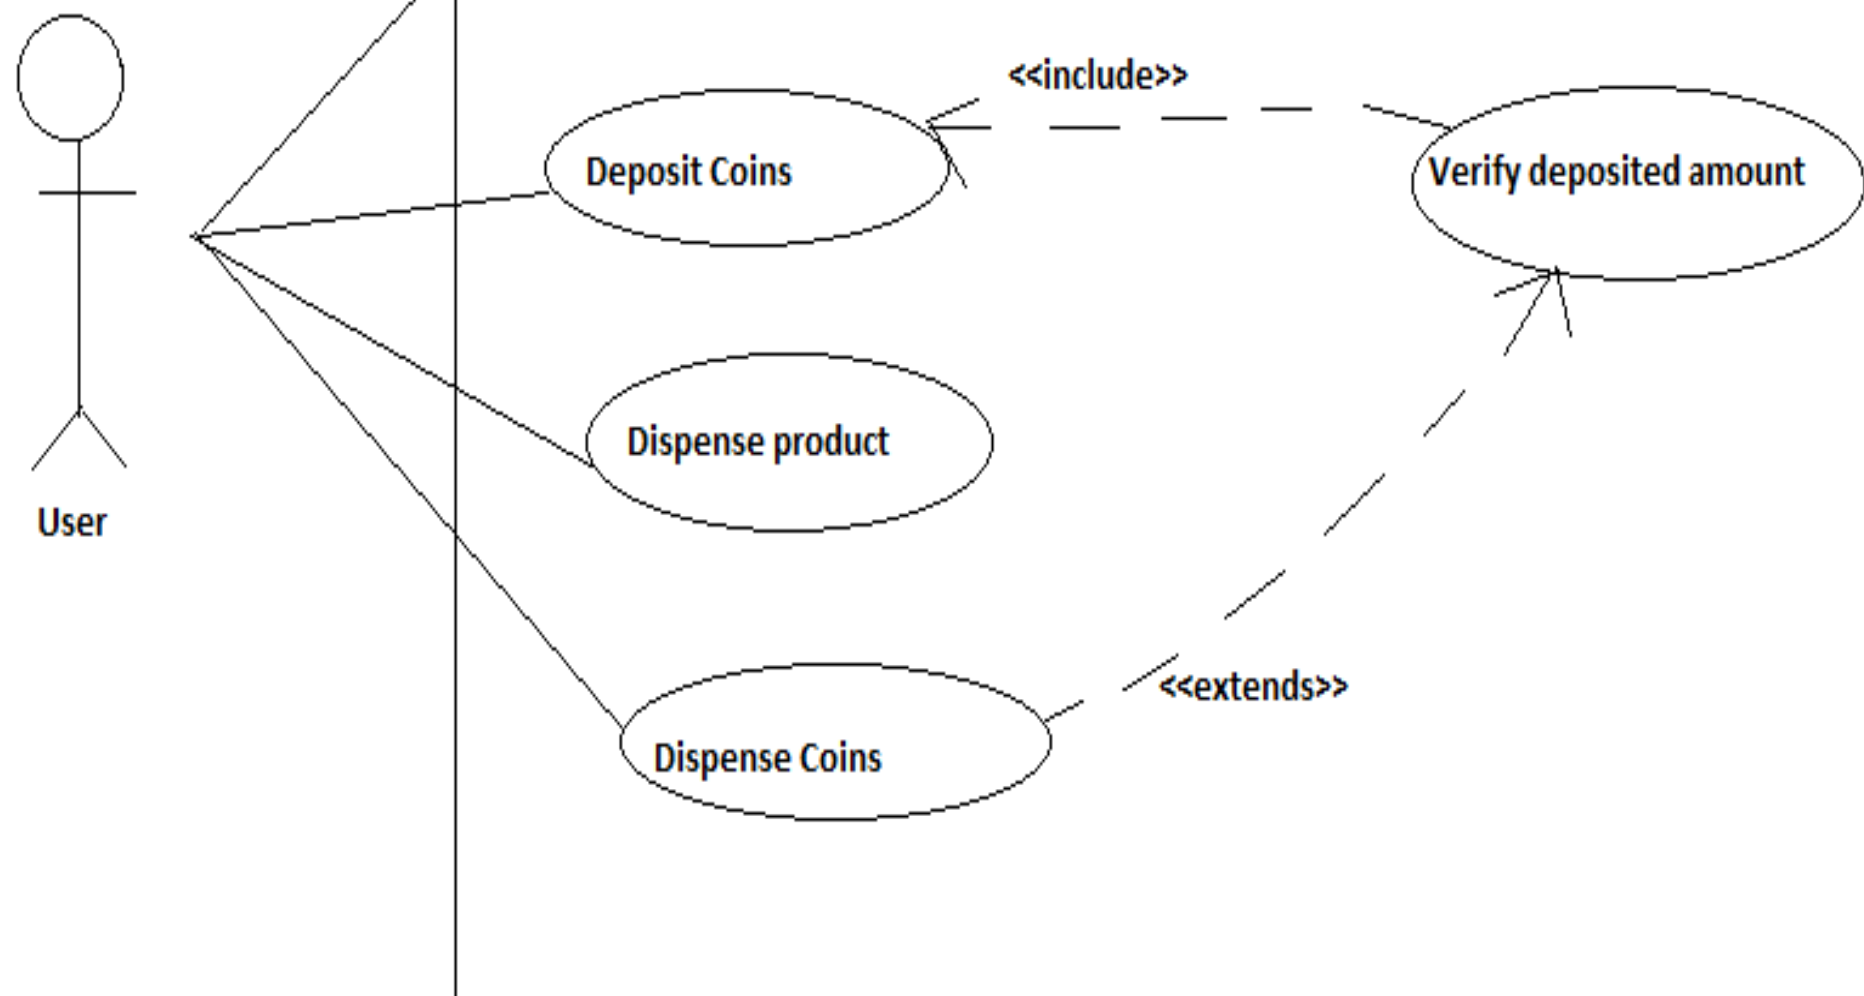 <<include>>
Deposit Coins
Verify deposited amount
Dispense product
User
<<extends>>
Dispense Coins